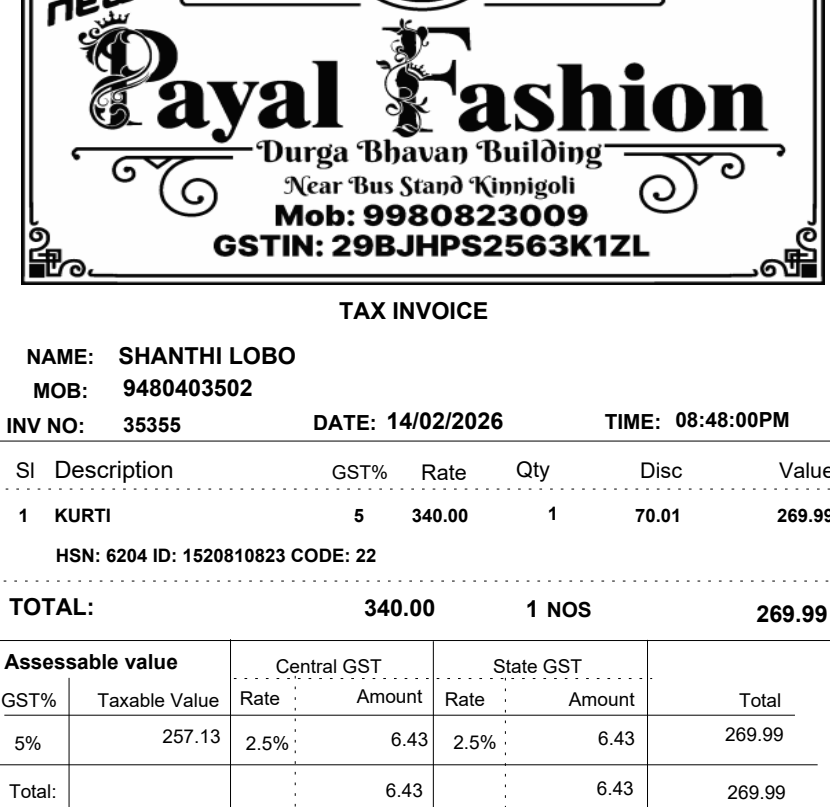 new
Payal Fashion
Durga Bhavan Building
Near Bus Stand Kinnigoli
Mob: 9980823009
GSTIN: 29BJHPS2563K1ZL
TAX INVOICE
NAME: SHANTHI LOBO
MOB: 9480403502
INV NO: 35355 DATE: 14/02/2026 TIME: 08:48:00PM
Sl Description GST% Rate Qty Disc Value
1 KURTI 5 340.00 1 70.01 269.99
HSN: 6204 ID: 1520810823 CODE: 22
TOTAL: 340.00 1 NOS 269.99
Assessable value Central GST State GST
GST% Taxable Value Rate Amount Rate Amount Total
5% 257.13 2.5% 6.43 2.5% 6.43 269.99
Total: 6.43 6.43 269.99